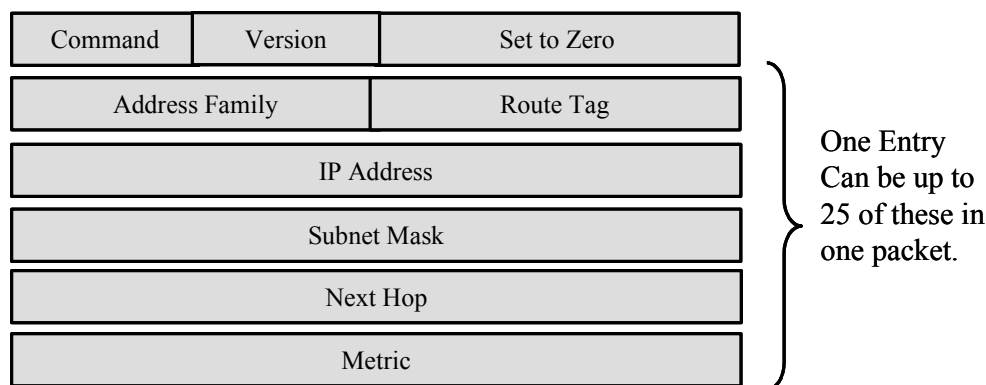 Command Version Set to Zero
Address Family Route Tag
IP Address
Subnet Mask
Next Hop
Metric
One Entry
Can be up to
25 of these in
one packet.